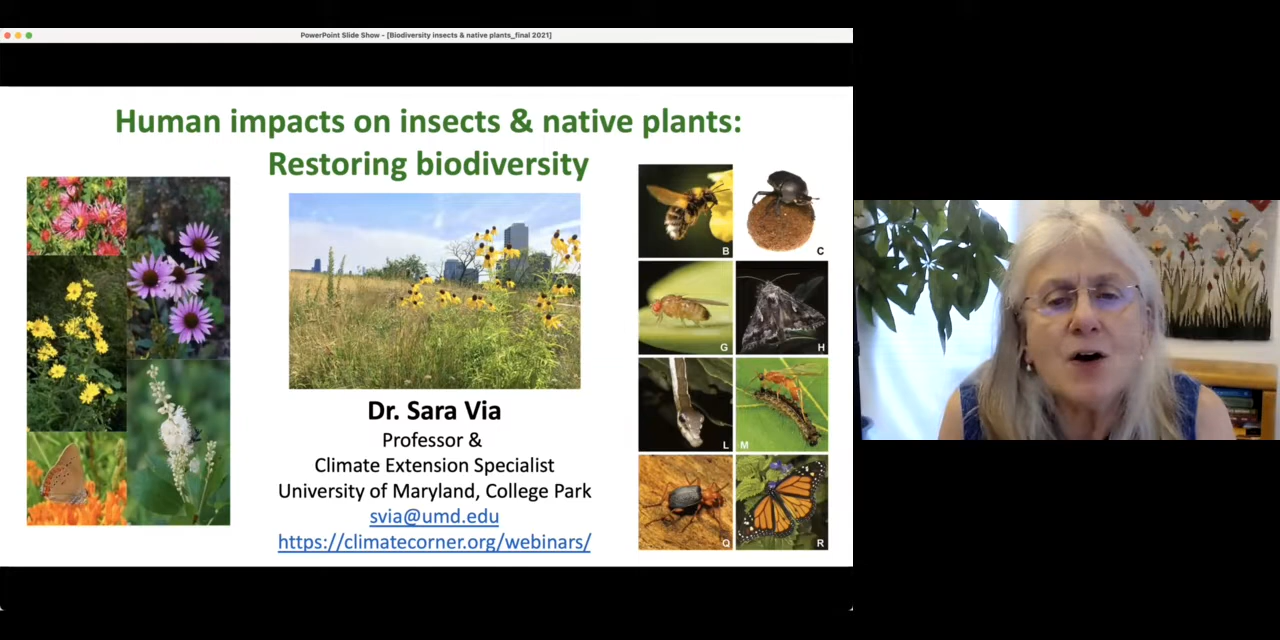 PowerPoint Slide Show - [Biodiversity insects & native plants_final 2021]
Human impacts on insects & native plants:
Restoring biodiversity
B
C
G
H
L
M
Q
R
Dr. Sara Via
Professor &
Climate Extension Specialist
University of Maryland, College Park
svia@umd.edu
https://climatecorner.org/webinars/